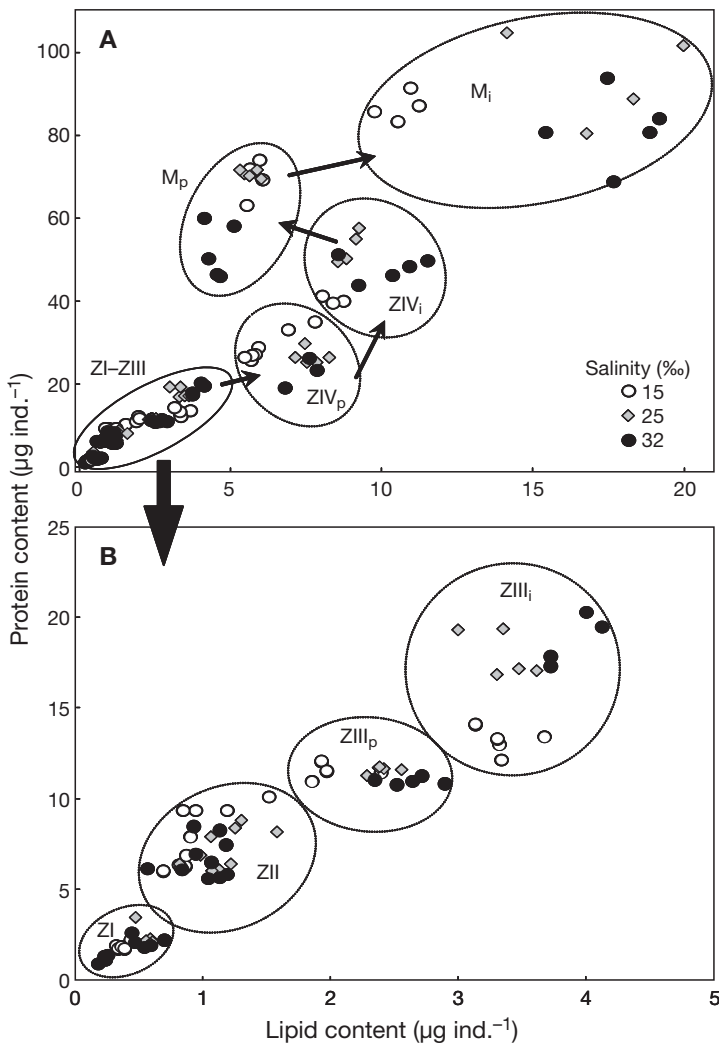 A
100
80
60
40
20
0
0 5 10 15 20
Mᵢ
Mₚ
ZIVᵢ
ZIVₚ
ZI–ZIII
Salinity (‰)
15
25
32
Protein content (µg ind.⁻¹)
B
25
20
15
10
5
0
ZIIIᵢ
ZIIIₚ
ZII
ZI
0 1 2 3 4 5
Lipid content (µg ind.⁻¹)